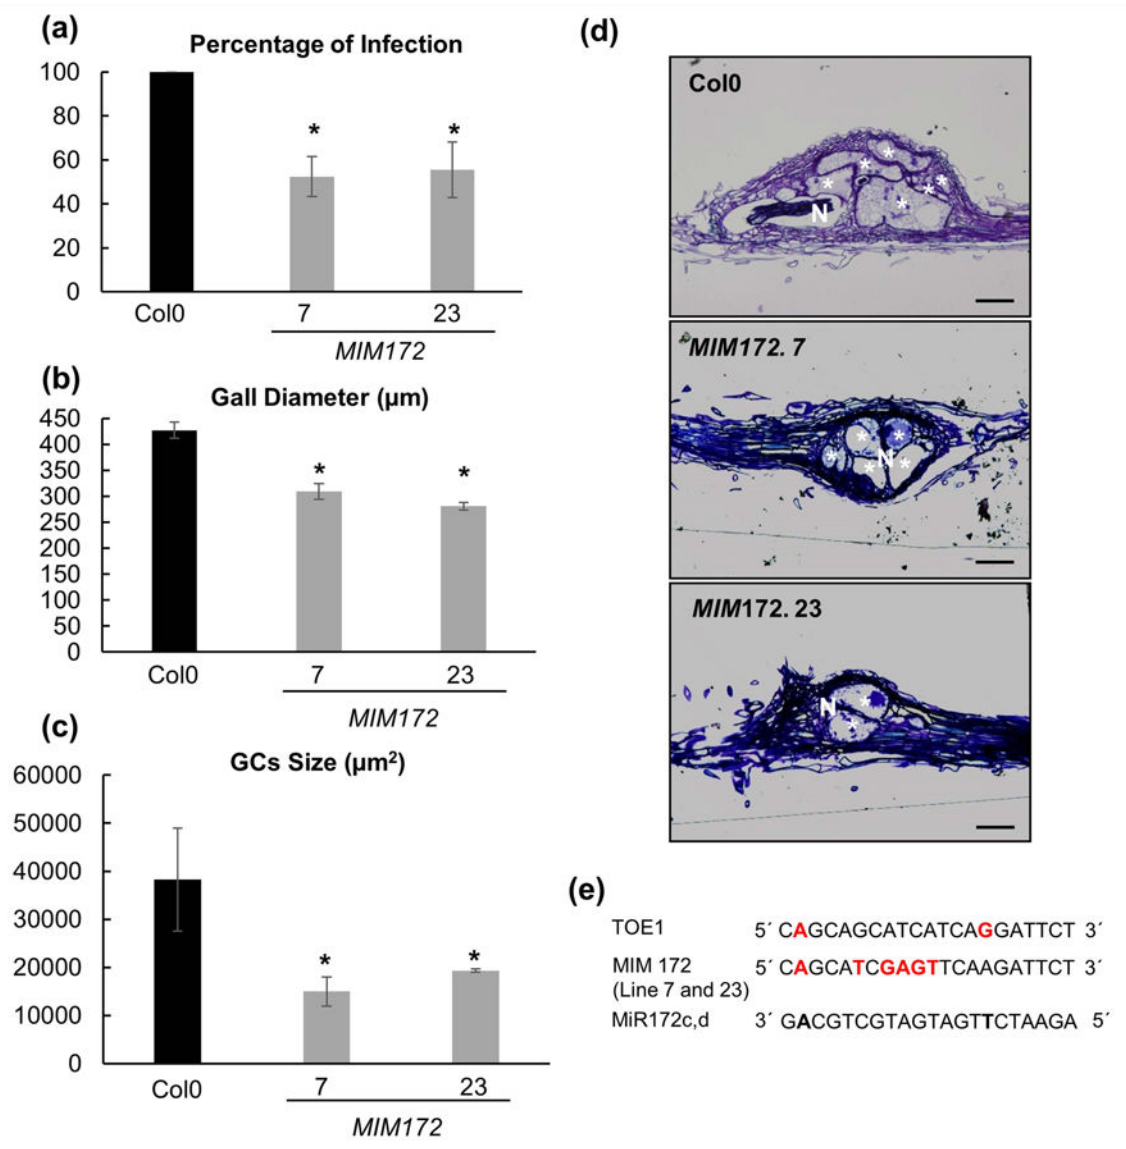 (a)
Percentage of Infection
100
80
60
40
20
0
* *
Col0 7 23
MIM172
(b)
Gall Diameter (µm)
450
400
350
300
250
200
150
100
50
0
* *
Col0 7 23
MIM172
(c)
GCs Size (µm²)
60000
50000
40000
30000
20000
10000
0
* *
Col0 7 23
MIM172
(d)
Col0
* * * * * *
N
MIM172. 7
* * * * *
N
MIM172. 23
* *
N
(e)
TOE1 5´ CAGCAGCATCATCAGGATTCT 3´
MIM 172 5´ CAGCATCGAGTTTCAAGATTCT 3´
(Line 7 and 23)
MiR172c,d 3´ GACGTCGTAGTAGTTCTAAGA 5´